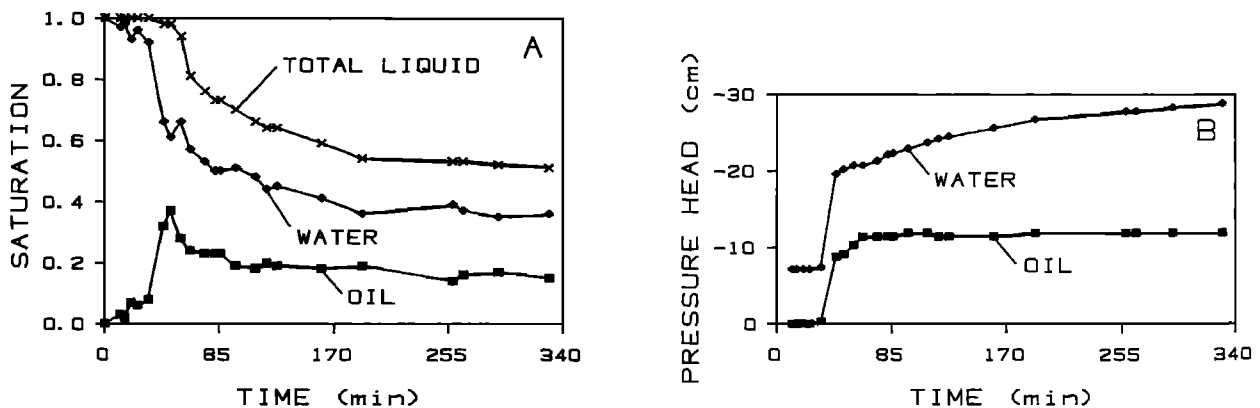 A
SATURATION
1.0
0.8
0.6
0.4
0.2
0.0
TOTAL LIQUID
WATER
OIL
0 85 170 255 340
TIME (min)
B
PRESSURE HEAD (cm)
-30
-20
-10
0
WATER
OIL
0 85 170 255 340
TIME (min)